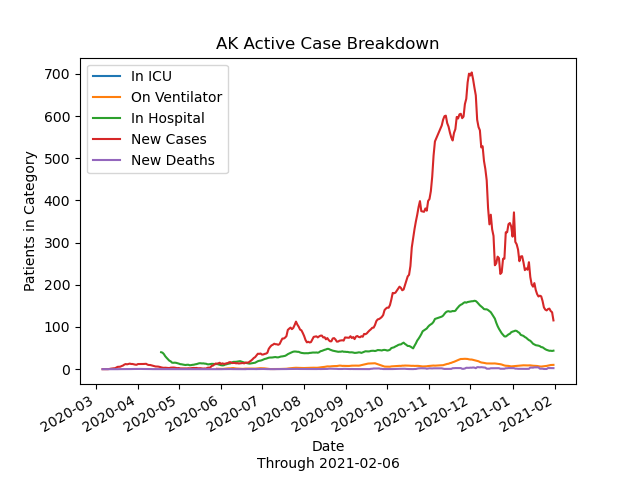 AK Active Case Breakdown
In ICU
On Ventilator
In Hospital
New Cases
New Deaths
Patients in Category
700
600
500
400
300
200
100
0
2020-03
2020-04
2020-05
2020-06
2020-07
2020-08
2020-09
2020-10
2020-11
2020-12
2021-01
2021-02
Date
Through 2021-02-06